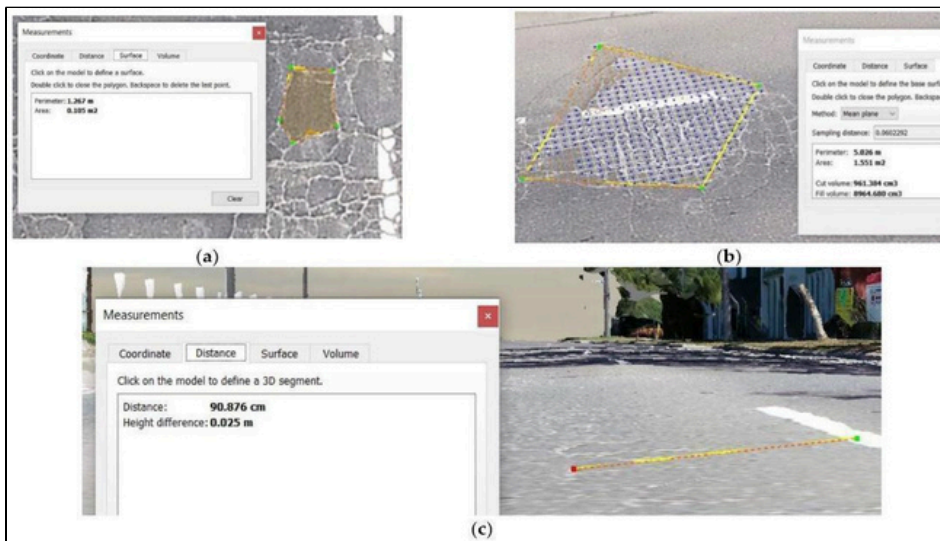 Measurements
Coordinate Distance Surface Volume
Click on the model to define a surface.
Double click to close the polygon. Backspace to delete the last point.
Perimeter: 1.267 m
Area: 0.105 m2
Clear
(a)
Measurements
Coordinate Distance Surface
Click on the model to define the base surf
Double click to close the polygon. Backspac
Method: Mean plane
Sampling distance: 0.0602292
Perimeter: 5.026 m
Area: 1.551 m2
Cut volume: 961.304 cm3
Fill volume: 8964.680 cm3
(b)
Measurements
Coordinate Distance Surface Volume
Click on the model to define a 3D segment.
Distance: 90.876 cm
Height difference: 0.025 m
(c)